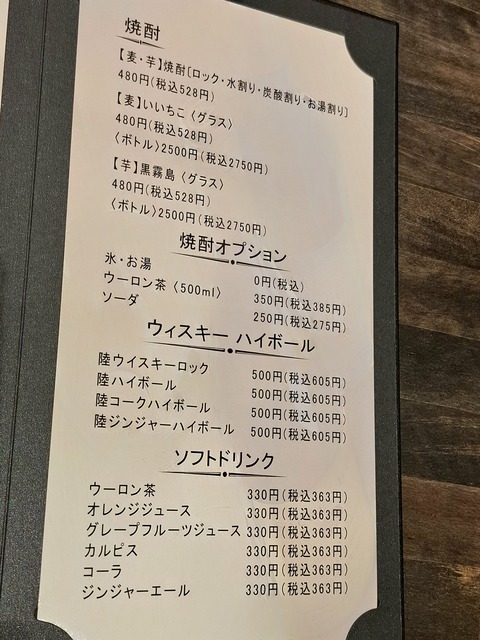 焼酎
【麦・芋】焼酎〔ロック・水割り・炭酸割り・お湯割り〕
480円(税込528円)
【麦】いいちこ〈グラス〉
480円(税込528円)
〈ボトル〉2500円(税込2750円)
【芋】黒霧島〈グラス〉
480円(税込528円)
〈ボトル〉2500円(税込2750円)
焼酎オプション
氷・お湯 0円(税込)
ウーロン茶〈500ml〉 350円(税込385円)
ソーダ 250円(税込275円)
ウィスキー ハイボール
陸ウイスキーロック 500円(税込605円)
陸ハイボール 500円(税込605円)
陸コークハイボール 500円(税込605円)
陸ジンジャーハイボール 500円(税込605円)
ソフトドリンク
ウーロン茶 330円(税込363円)
オレンジジュース 330円(税込363円)
グレープフルーツジュース 330円(税込363円)
カルピス 330円(税込363円)
コーラ 330円(税込363円)
ジンジャーエール 330円(税込363円)